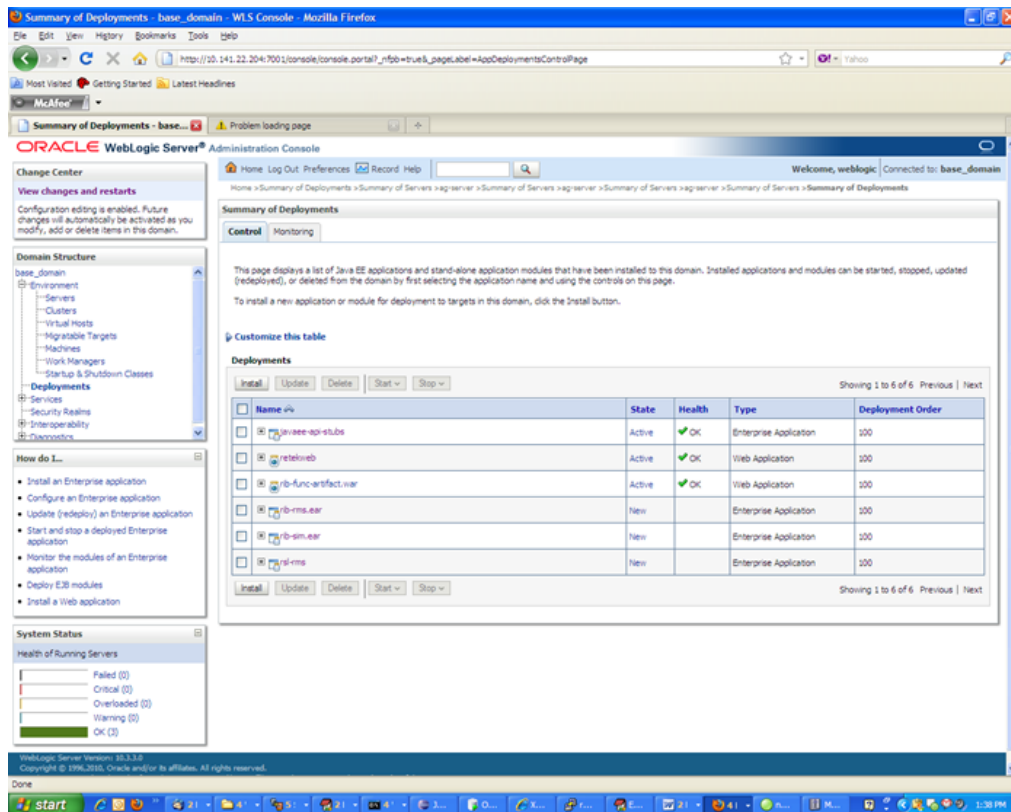 Summary of Deployments - base_domain - WLS Console - Mozilla Firefox
File Edit View History Bookmarks Tools Help
http://10.141.22.204:7001/console/console.portal?_nfpb=true&_pageLabel=AppDeploymentsControlPage
Yahoo
Most Visited Getting Started Latest Headlines
McAfee
Summary of Deployments - base...
Problem loading page
ORACLE WebLogic Server® Administration Console
Change Center
View changes and restarts
Configuration editing is enabled. Future
changes will automatically be activated as you
modify, add or delete items in this domain.
Domain Structure
base_domain
Environment
Servers
Clusters
Virtual Hosts
Migratable Targets
Machines
Work Managers
Startup & Shutdown Classes
Deployments
Services
Security Realms
Interoperability
Diagnostics
How do I...
Install an Enterprise application
Configure an Enterprise application
Update (redeploy) an Enterprise application
Start and stop a deployed Enterprise
application
Monitor the modules of an Enterprise
application
Deploy EJB modules
Install a Web application
System Status
Health of Running Servers
Failed (0)
Critical (0)
Overloaded (0)
Warning (0)
OK (3)
Home Log Out Preferences Record Help
Welcome, weblogic Connected to: base_domain
Home >Summary of Deployments >Summary of Servers >ag-server >Summary of Servers >ag-server >Summary of Servers >ag-server >Summary of Servers >Summary of Deployments
Summary of Deployments
Control Monitoring
This page displays a list of Java EE applications and stand-alone application modules that have been installed to this domain. Installed applications and modules can be started, stopped, updated
(redeployed), or deleted from the domain by first selecting the application name and using the controls on this page.
To install a new application or module for deployment to targets in this domain, click the Install button.
Customize this table
Deployments
Install Update Delete Start Stop Showing 1 to 6 of 6 Previous | Next
Name State Health Type Deployment Order
javaee-api-stubs Active OK Enterprise Application 100
retekweb Active OK Web Application 100
rib-func-artifact.war Active OK Web Application 100
rib-rms.ear New Enterprise Application 100
rib-sim.ear New Enterprise Application 100
rsl-rms New Enterprise Application 100
Install Update Delete Start Stop Showing 1 to 6 of 6 Previous | Next
WebLogic Server Version: 10.3.3.0
Copyright © 1996,2010, Oracle and/or its affiliates. All rights reserved.
Done
start
1:38 PM